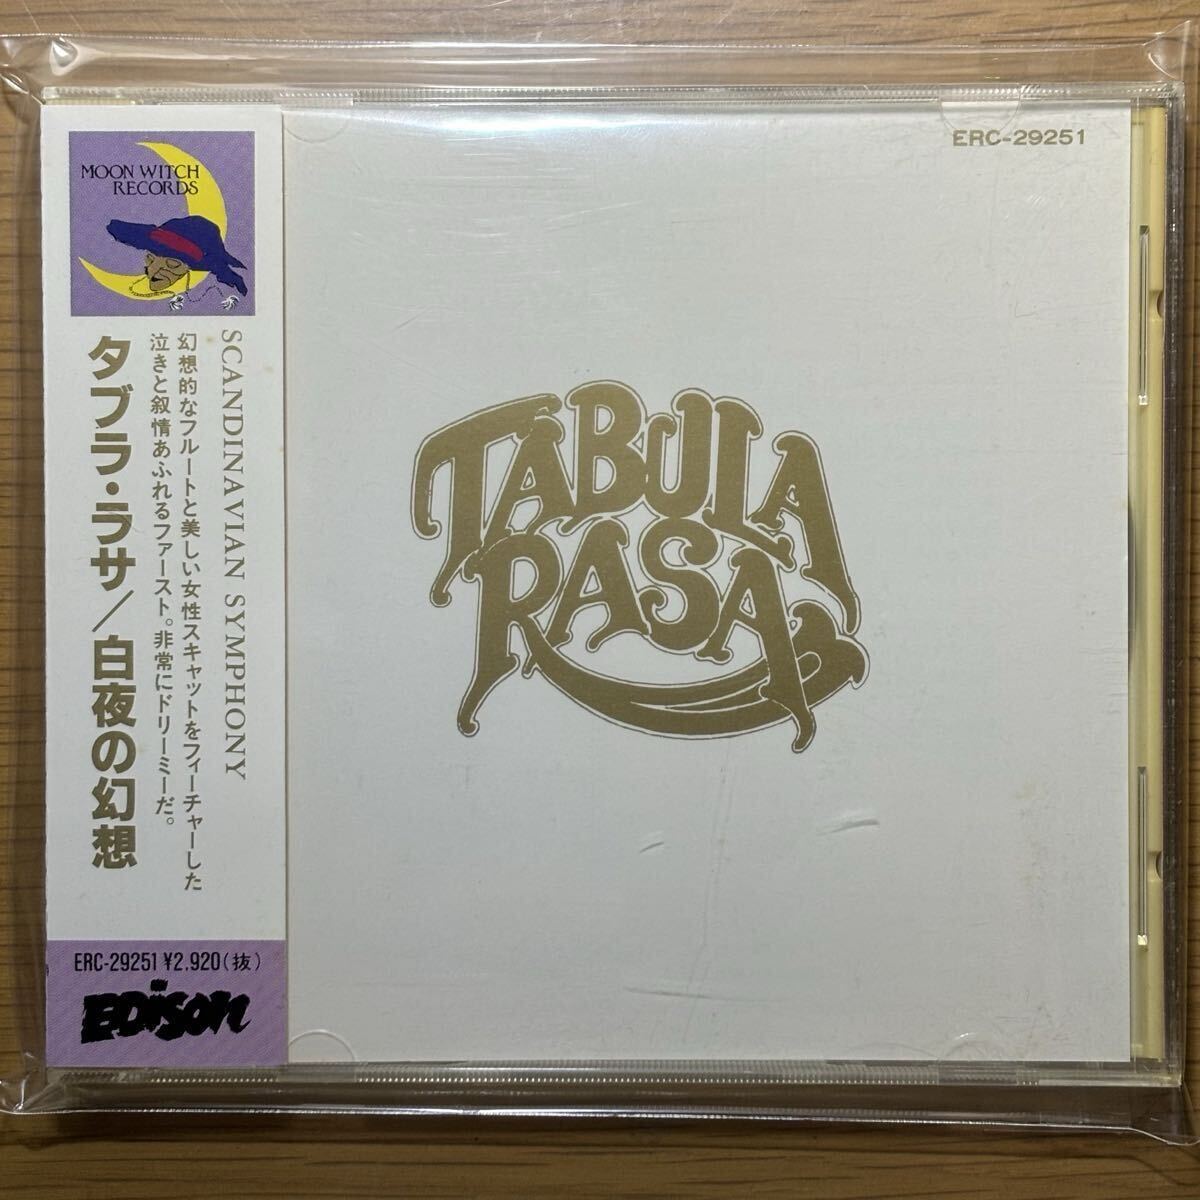 MOON WITCH
RECORDS
SCANDINAVIAN SYMPHONY
幻想的なフルートと美しい女性スキャットをフィーチャーした
泣きと叙情あふれるファースト。非常にドリーミーだ。
タブラ・ラサ/白夜の幻想
ERC-29251 ¥2,920(抜)
EDiSON
ERC-29251
TABULA
RASA